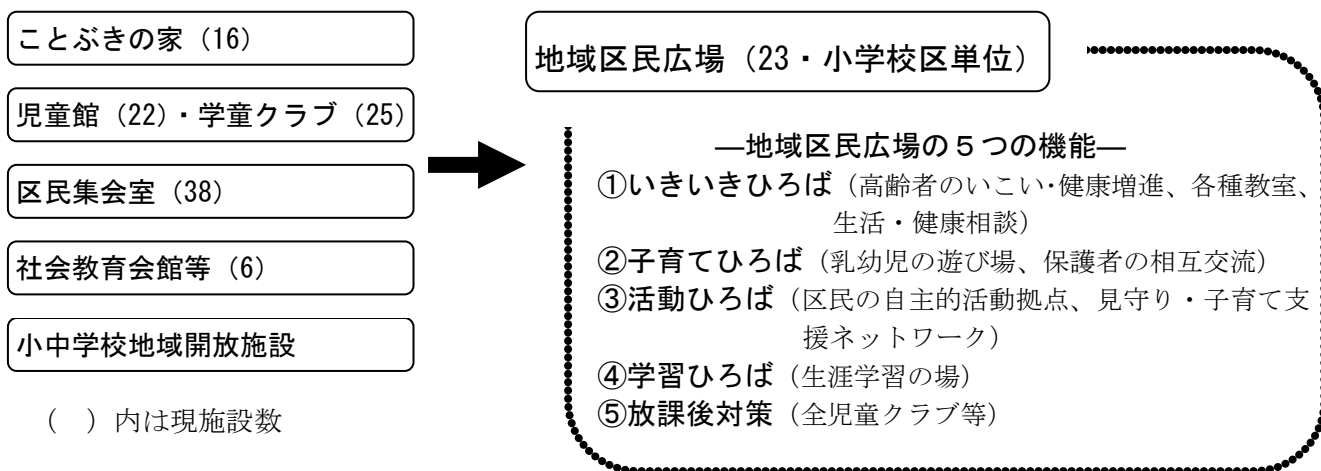 ことぶきの家（16）
児童館（22）・学童クラブ（25）
区民集会室（38）
社会教育会館等（6）
小中学校地域開放施設
（　）内は現施設数
地域区民広場（23・小学校区単位）
―地域区民広場の５つの機能―
①いきいきひろば（高齢者のいこい・健康増進、各種教室、
生活・健康相談）
②子育てひろば（乳幼児の遊び場、保護者の相互交流）
③活動ひろば（区民の自主的活動拠点、見守り・子育て支
援ネットワーク）
④学習ひろば（生涯学習の場）
⑤放課後対策（全児童クラブ等）